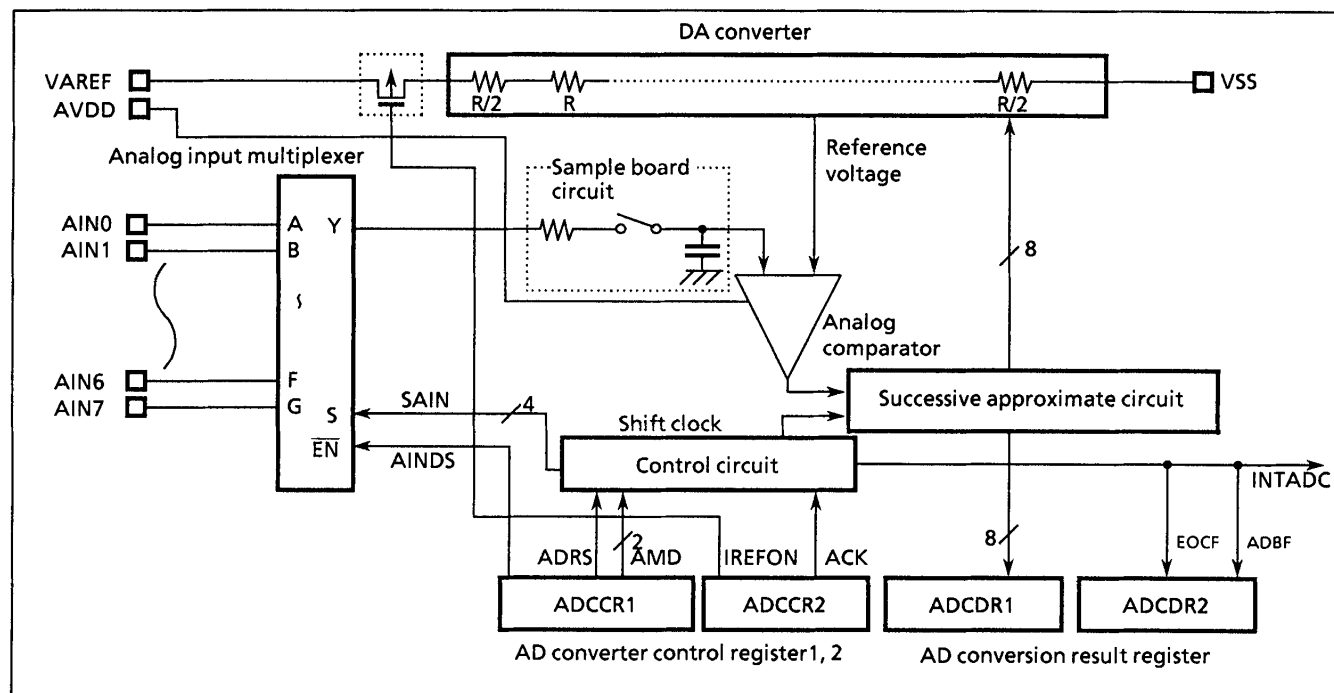 DA converter
VAREF
AVDD
VSS
R/2
R
R/2
Analog input multiplexer
Sample board
circuit
Reference
voltage
AIN0
AIN1
AIN6
AIN7
A
B
F
G
Y
S
EN
8
Analog
comparator
SAIN
4
AINDS
Shift clock
Successive approximate circuit
Control circuit
INTADC
ADRS
2
AMD
IREFON
ACK
8
EOCF
ADBF
ADCCR1
ADCCR2
ADCDR1
ADCDR2
AD converter control register1, 2
AD conversion result register